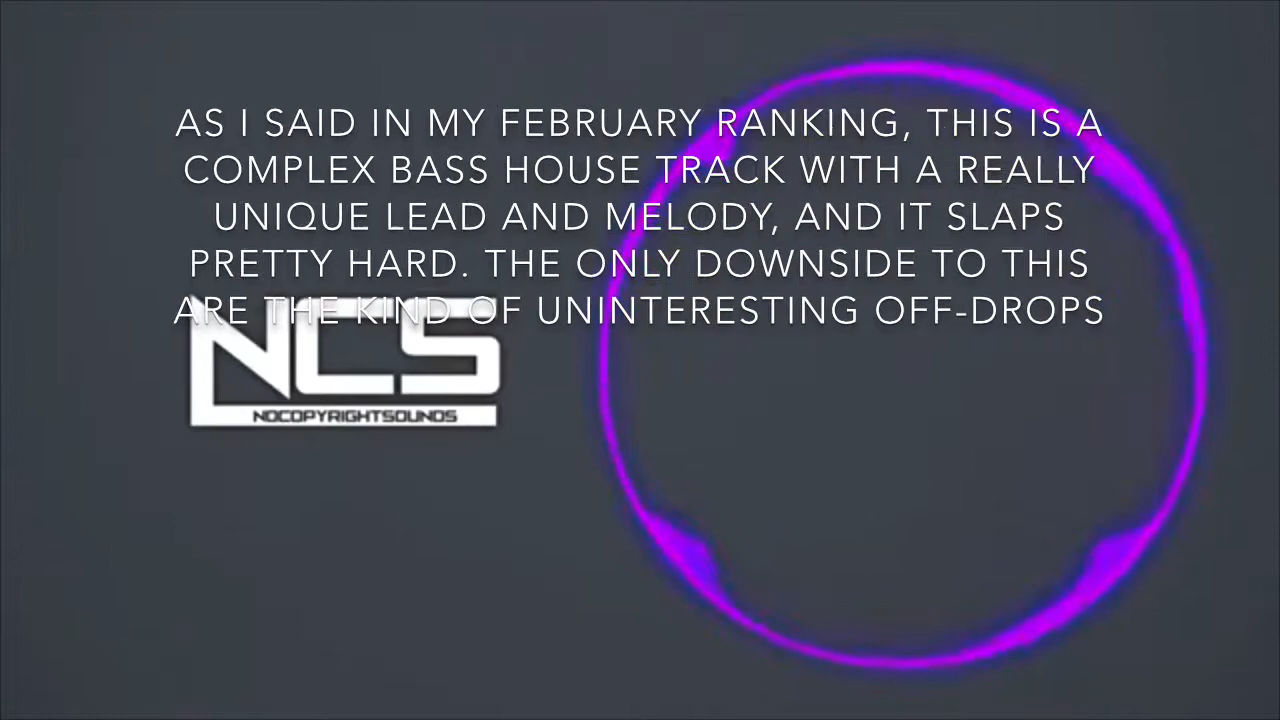 AS I SAID IN MY FEBRUARY RANKING, THIS IS A
COMPLEX BASS HOUSE TRACK WITH A REALLY
UNIQUE LEAD AND MELODY, AND IT SLAPS
PRETTY HARD. THE ONLY DOWNSIDE TO THIS
ARE THE KIND OF UNINTERESTING OFF-DROPS
NCS
NOCOPYRIGHTSOUNDS